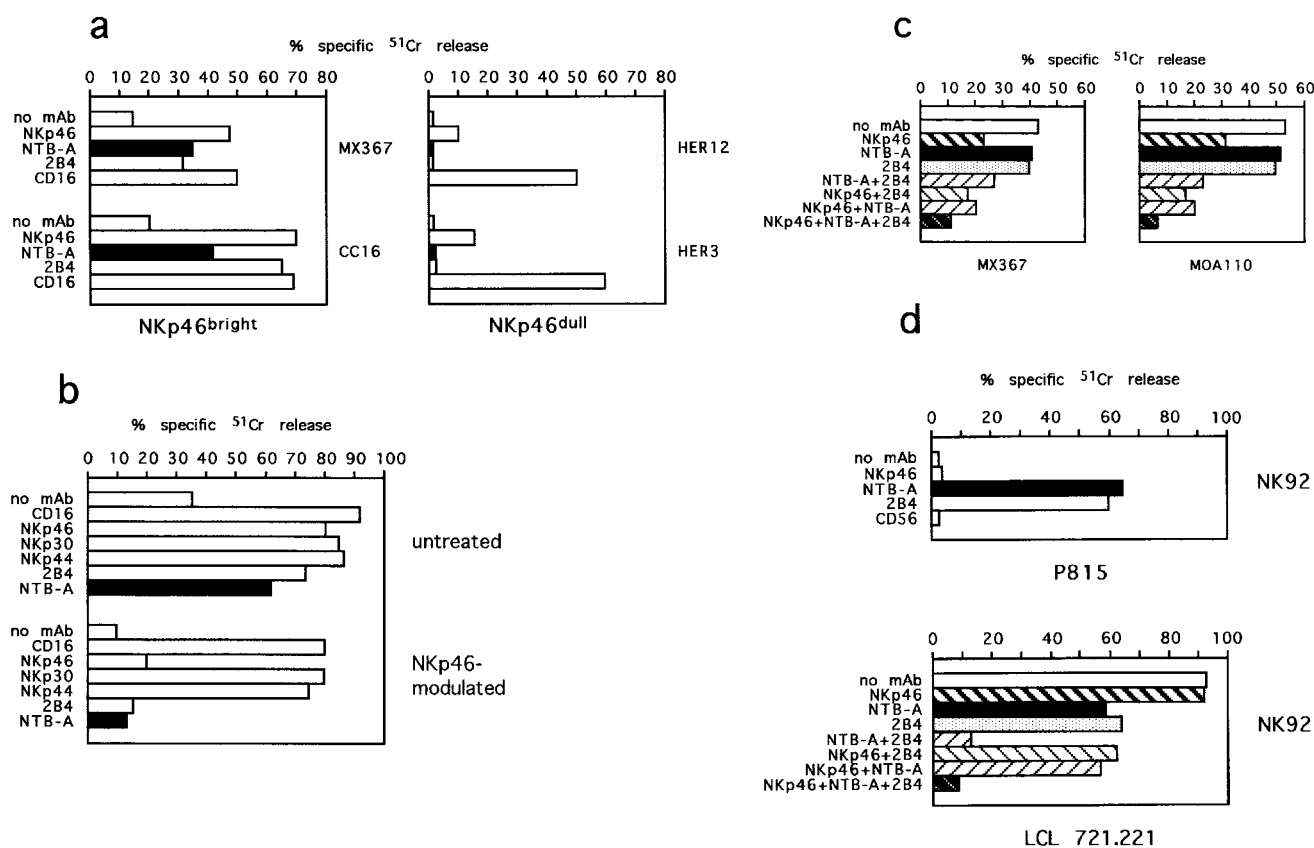 a
% specific 51Cr release
0 10 20 30 40 50 60 70 80
0 10 20 30 40 50 60 70 80
no mAb
NKp46
NTB-A
2B4
CD16
MX367
HER12
no mAb
NKp46
NTB-A
2B4
CD16
CC16
HER3
NKp46bright
NKp46dull
b
% specific 51Cr release
0 10 20 30 40 50 60 70 80 90 100
no mAb
CD16
NKp46
NKp30
NKp44
2B4
NTB-A
untreated
no mAb
CD16
NKp46
NKp30
NKp44
2B4
NTB-A
NKp46-
modulated
c
% specific 51Cr release
0 10 20 30 40 50 60
0 10 20 30 40 50 60
no mAb
NKp46
NTB-A
2B4
NTB-A+2B4
NKp46+2B4
NKp46+NTB-A
NKp46+NTB-A+2B4
MX367
MOA110
d
% specific 51Cr release
0 20 40 60 80 100
no mAb
NKp46
NTB-A
2B4
CD56
NK92
P815
0 20 40 60 80 100
no mAb
NKp46
NTB-A
2B4
NTB-A+2B4
NKp46+2B4
NKp46+NTB-A
NKp46+NTB-A+2B4
NK92
LCL 721.221